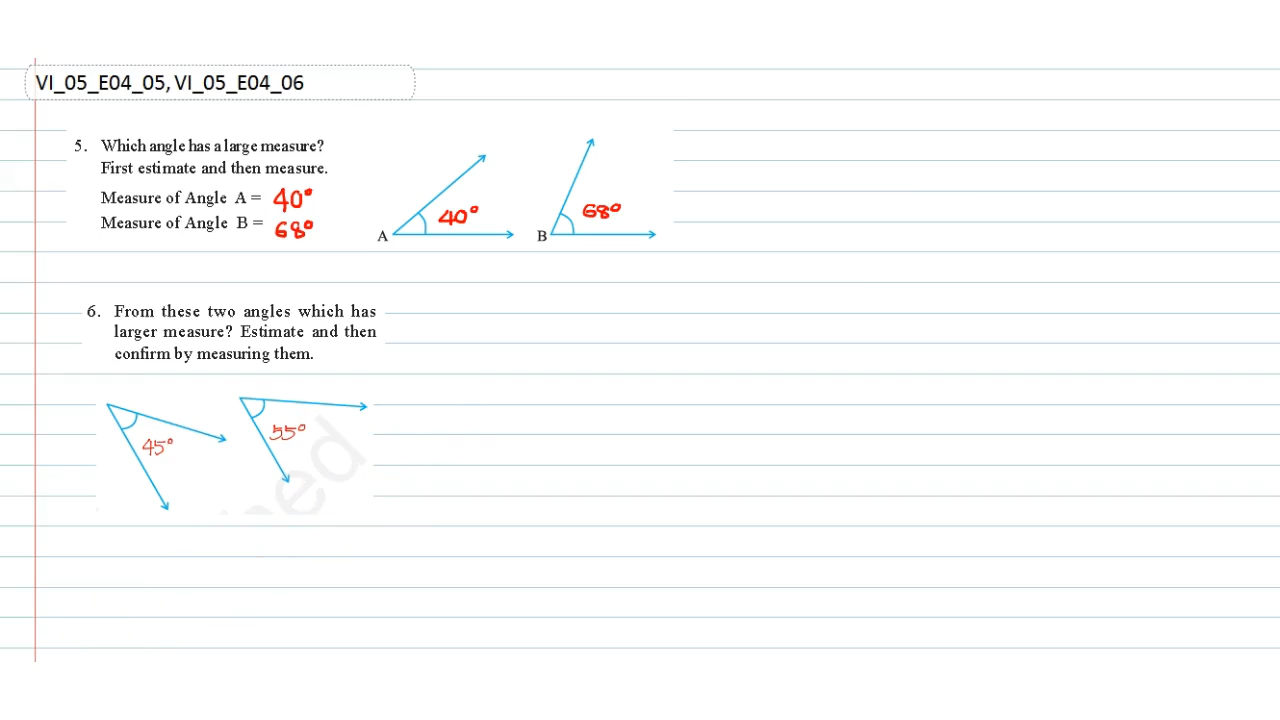 VI_05_E04_05, VI_05_E04_06
5. Which angle has a large measure?
First estimate and then measure.
Measure of Angle A = 40°
Measure of Angle B = 68°
A 40°
B 68°
6. From these two angles which has
larger measure? Estimate and then
confirm by measuring them.
45°
55°